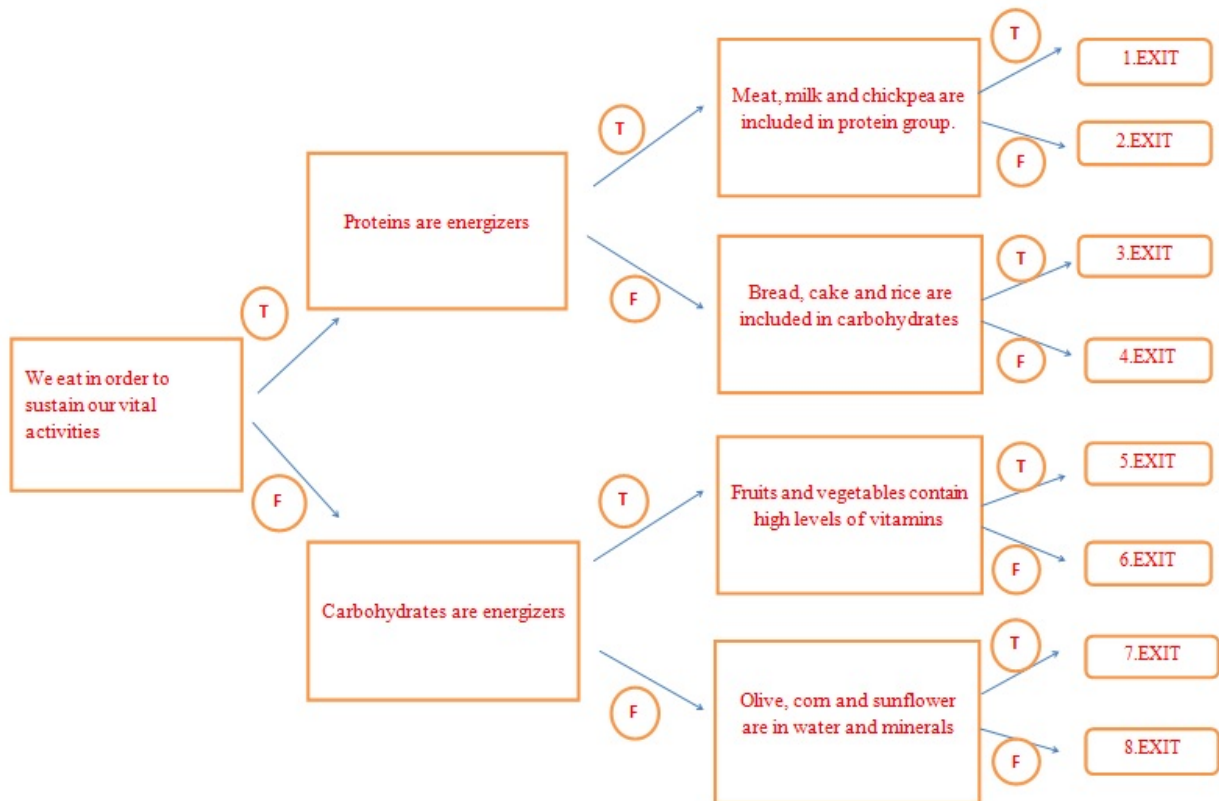 We eat in order to
sustain our vital
activities
T
F
Proteins are energizers
T
F
Carbohydrates are energizers
T
F
Meat, milk and chickpea are
included in protein group.
T
F
Bread, cake and rice are
included in carbohydrates
T
F
Fruits and vegetables contain
high levels of vitamins
T
F
Olive, corn and sunflower
are in water and minerals
T
F
1.EXIT
2.EXIT
3.EXIT
4.EXIT
5.EXIT
6.EXIT
7.EXIT
8.EXIT